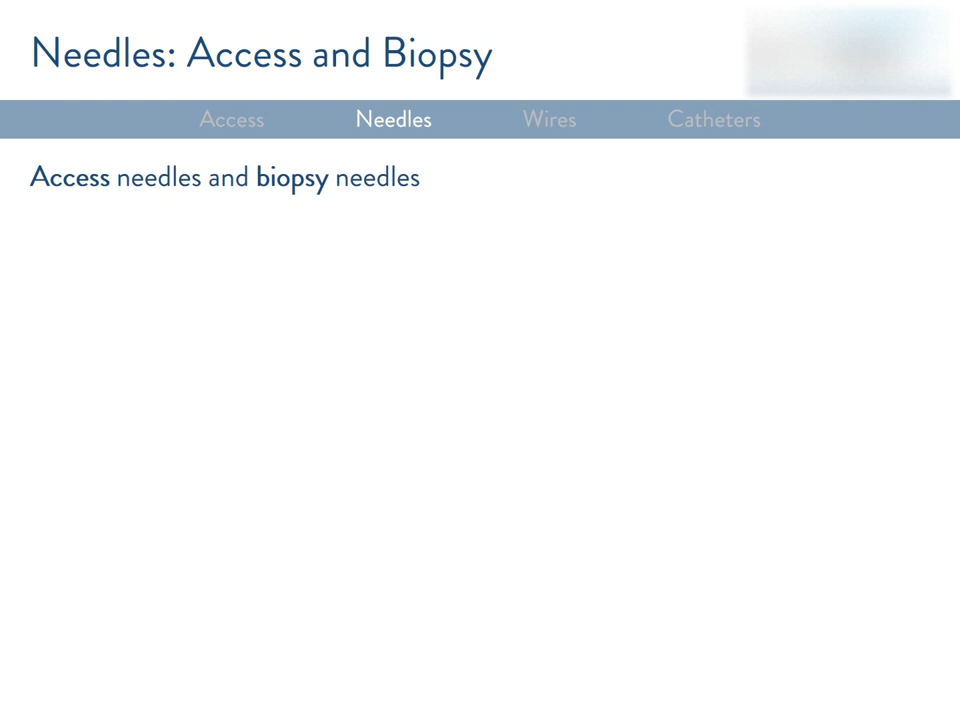 Needles: Access and Biopsy
Access Needles Wires Catheters
Access needles and biopsy needles